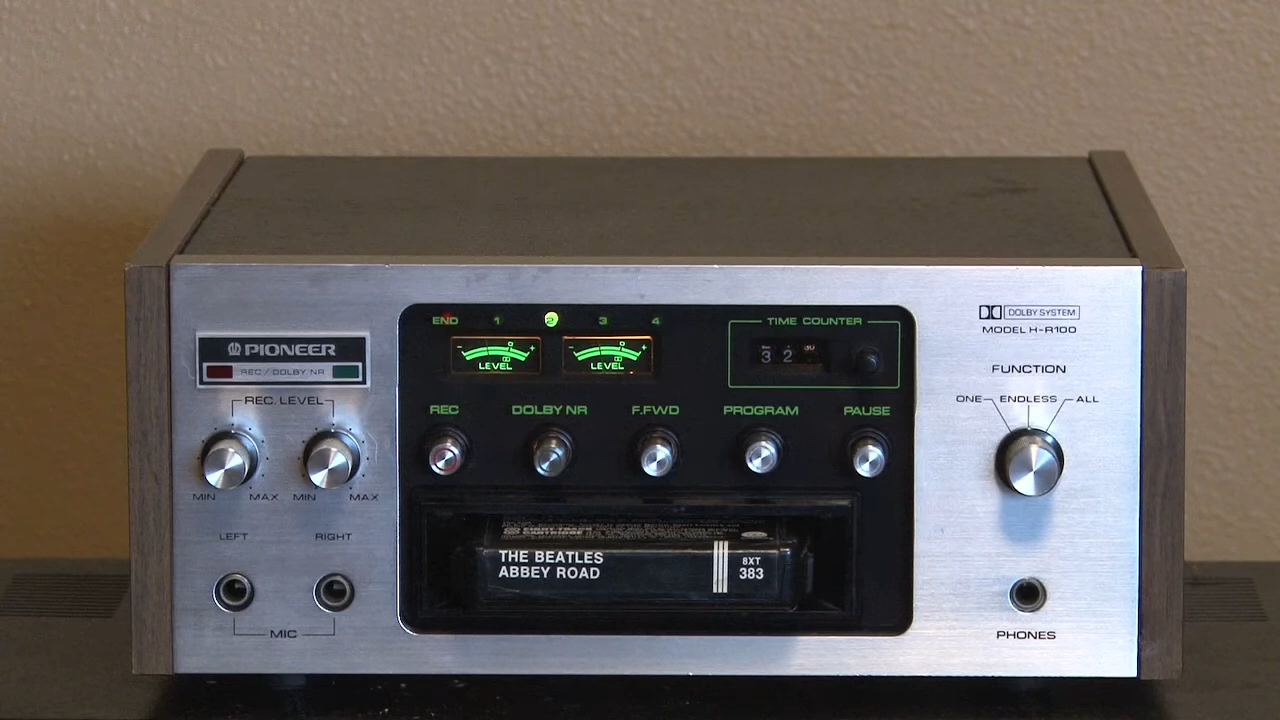 END 1 2 3 4
TIME COUNTER
DOLBY SYSTEM
MODEL H-R100
PIONEER
REC/DOLBY NR
LEVEL
LEVEL
3 2
FUNCTION
ONE ENDLESS ALL
REC. LEVEL
REC DOLBY NR F.FWD PROGRAM PAUSE
MIN MAX MIN MAX
LEFT RIGHT
THE BEATLES
ABBEY ROAD
8XT
383
MIC
PHONES